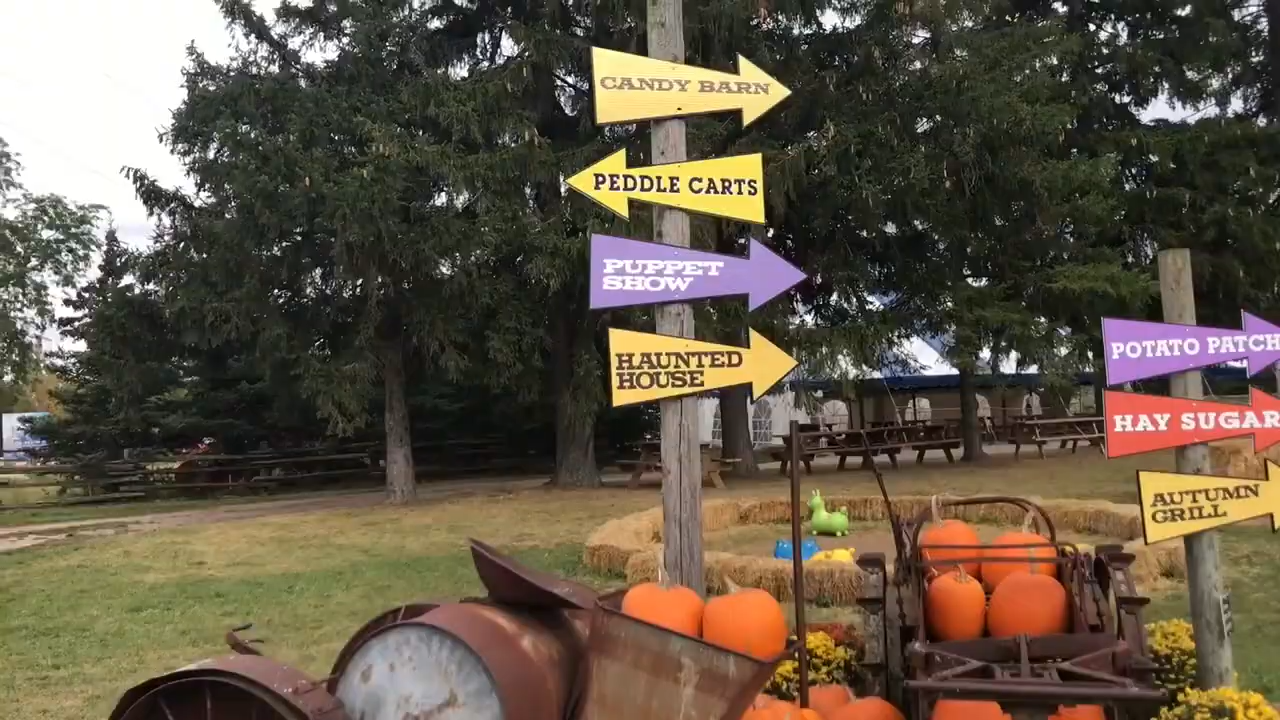 CANDY BARN
PEDDLE CARTS
PUPPET
SHOW
HAUNTED
HOUSE
POTATO PATCH
HAY SUGAR
AUTUMN
GRILL